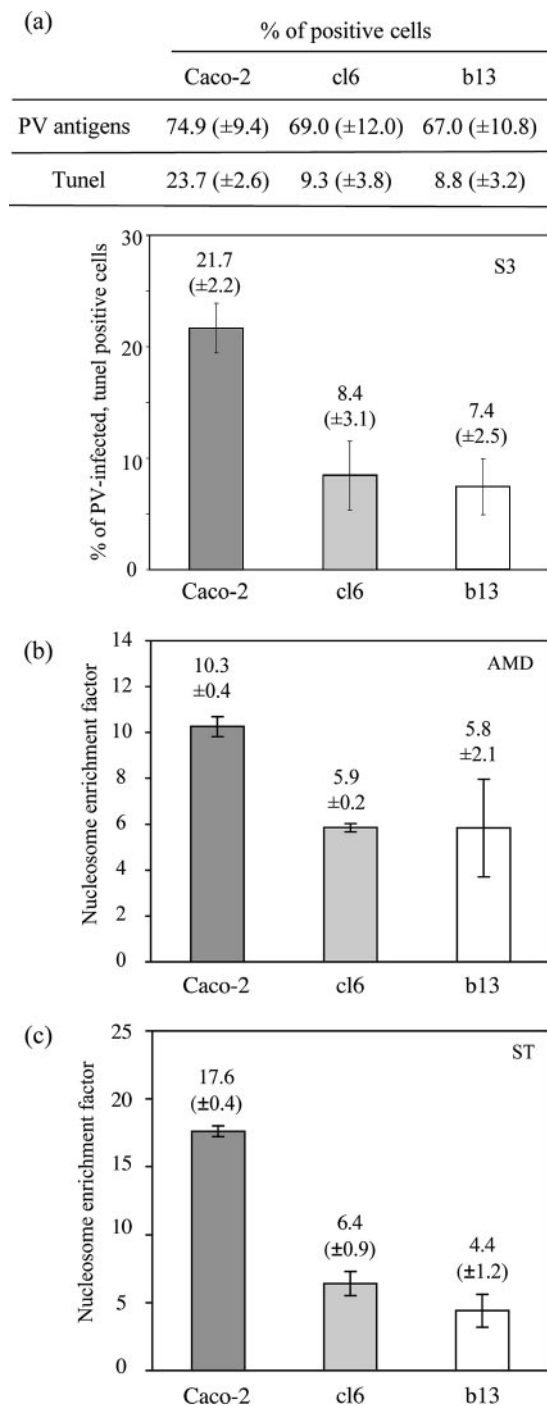 (a)
% of positive cells
Caco-2 cl6 b13
PV antigens 74.9 (±9.4) 69.0 (±12.0) 67.0 (±10.8)
Tunel 23.7 (±2.6) 9.3 (±3.8) 8.8 (±3.2)
% of PV-infected, tunel positive cells
30
20
10
0
S3
21.7
(±2.2)
8.4
(±3.1)
7.4
(±2.5)
Caco-2 cl6 b13
(b)
Nucleosome enrichment factor
14
12
10
8
6
4
2
0
AMD
10.3
±0.4
5.9
±0.2
5.8
±2.1
Caco-2 cl6 b13
(c)
Nucleosome enrichment factor
25
20
15
10
5
0
ST
17.6
(±0.4)
6.4
(±0.9)
4.4
(±1.2)
Caco-2 cl6 b13